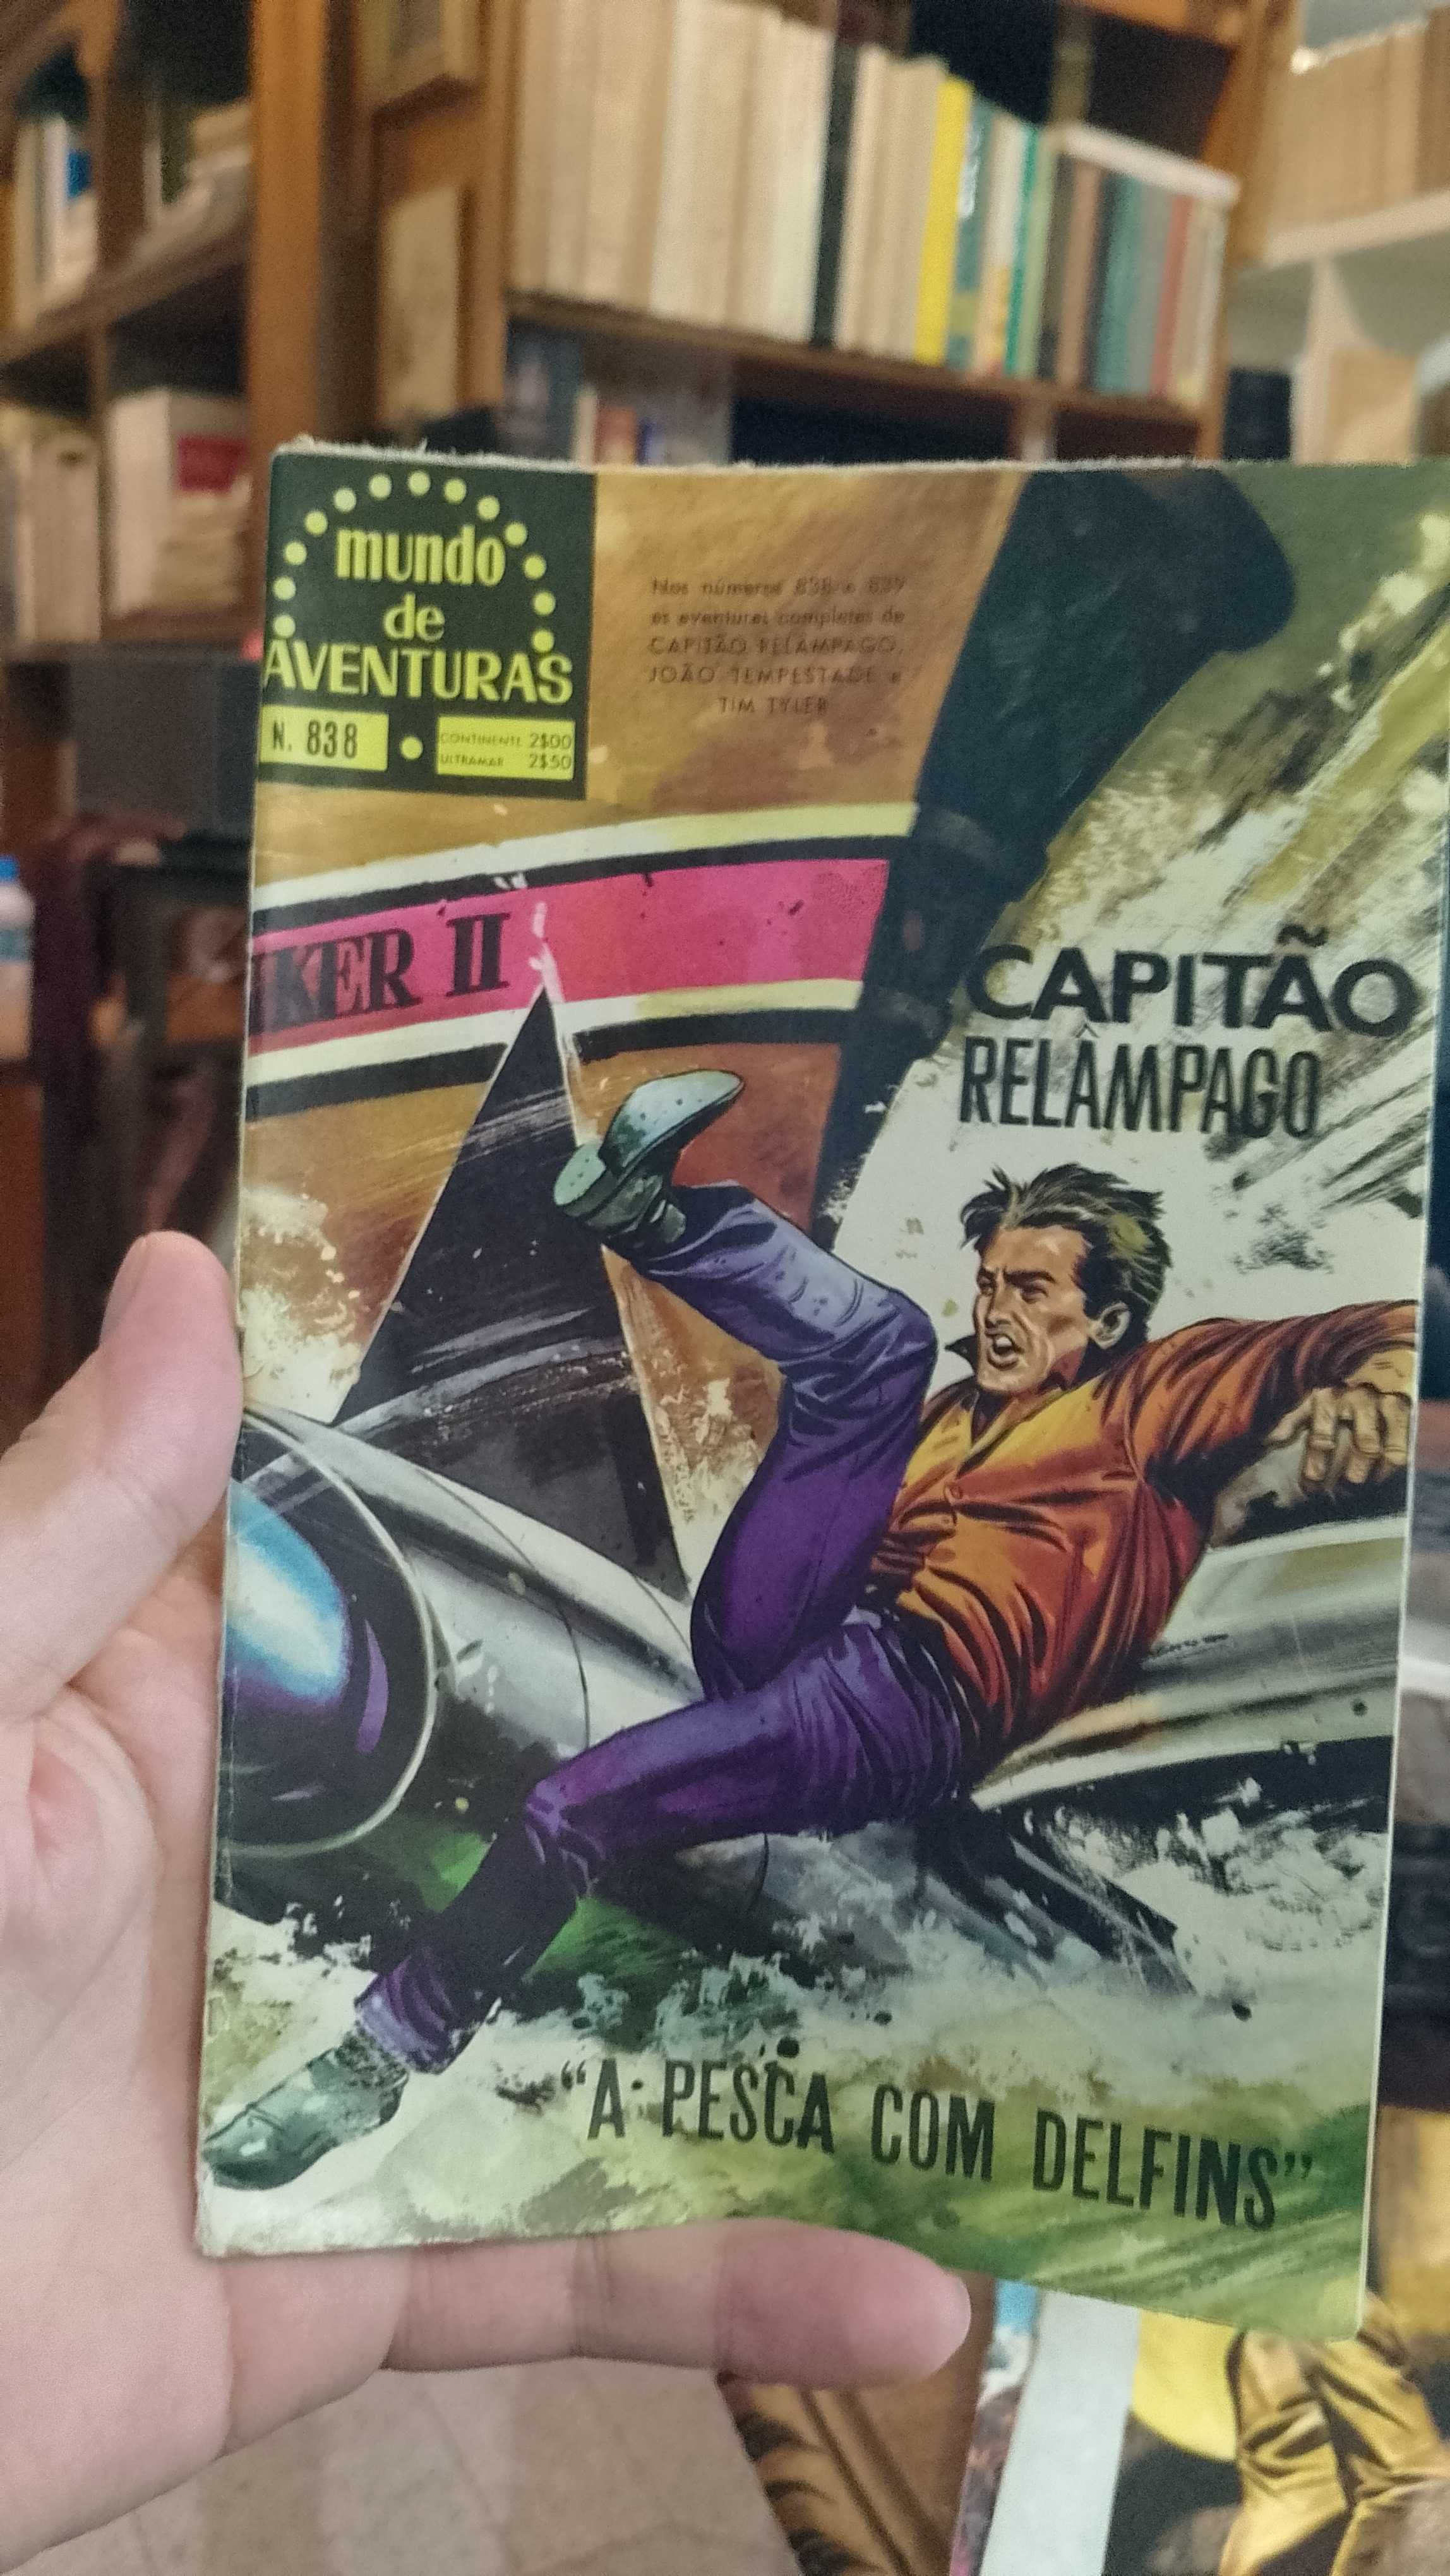 mundo
de
AVENTURAS
N. 838
CONTINENTE 2$00
ULTRAMAR 2$50
Nos números 838 e 839
as aventuras completas de
CAPITÃO RELÂMPAGO,
JOÃO TEMPESTADE e
TIM TYLER
KER II
CAPITÃO
RELÂMPAGO
“A PESCA COM DELFINS”